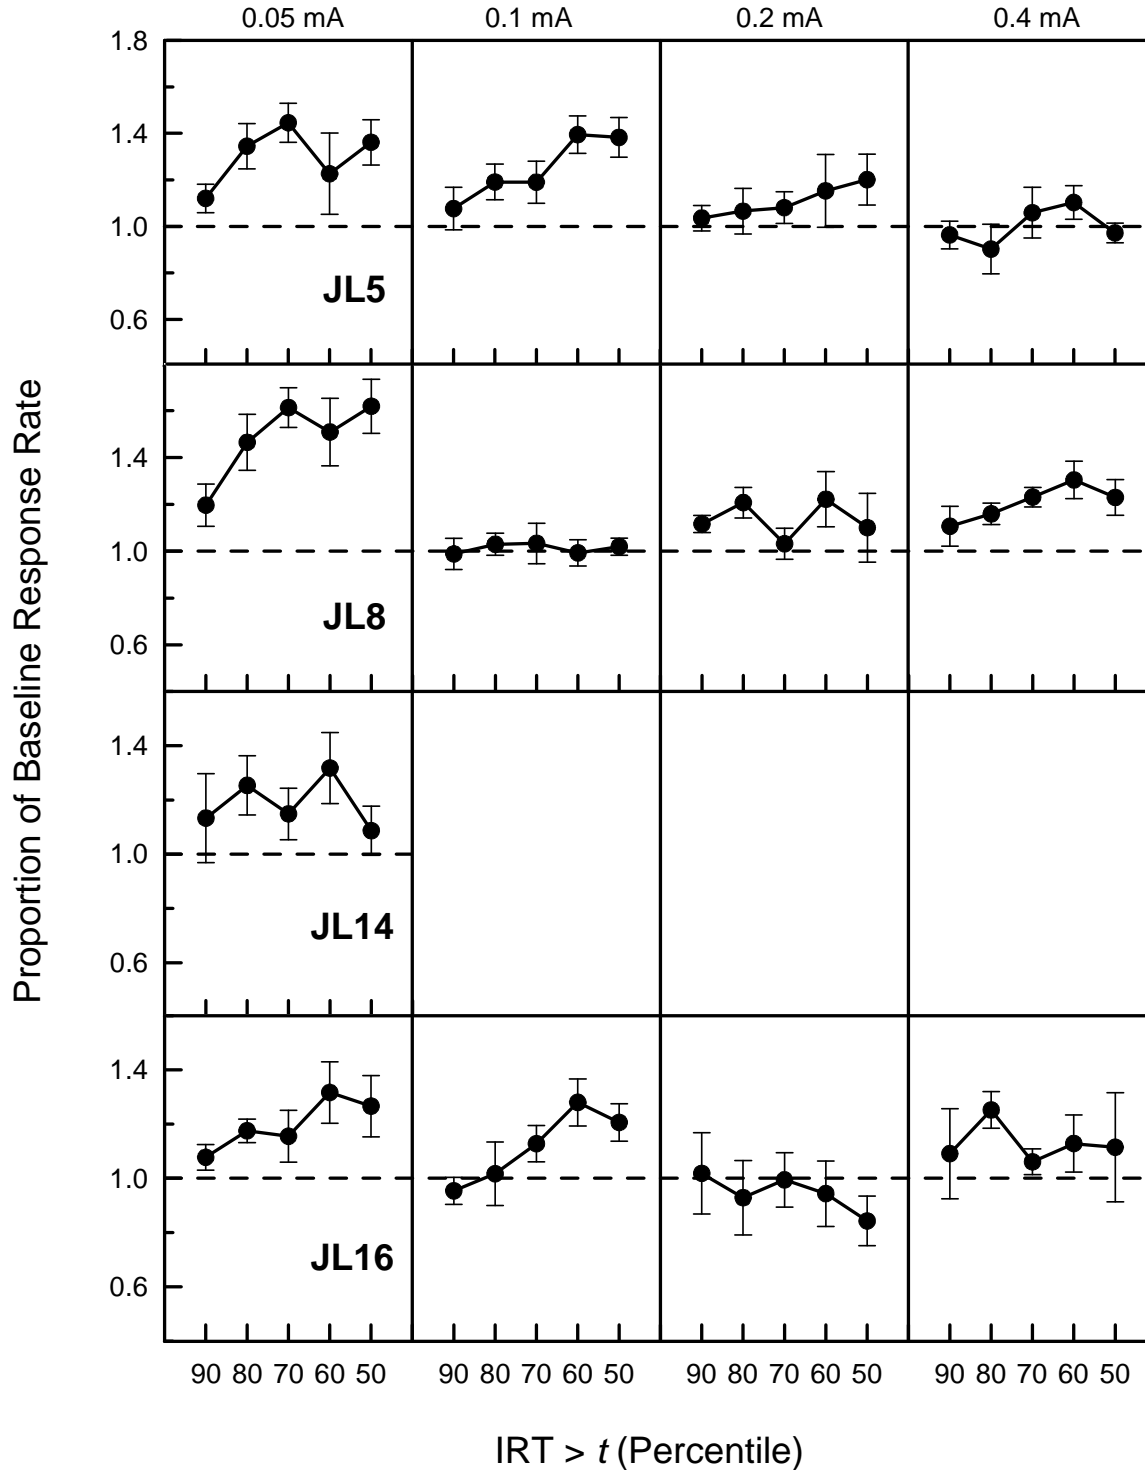 0.05 mA 0.1 mA 0.2 mA 0.4 mA
1.8
1.4
1.0
0.6
JL5
1.4
1.0
0.6
JL8
1.4
1.0
0.6
JL14
1.4
1.0
0.6
JL16
90 80 70 60 50 90 80 70 60 50 90 80 70 60 50 90 80 70 60 50
IRT > t (Percentile)
Proportion of Baseline Response Rate